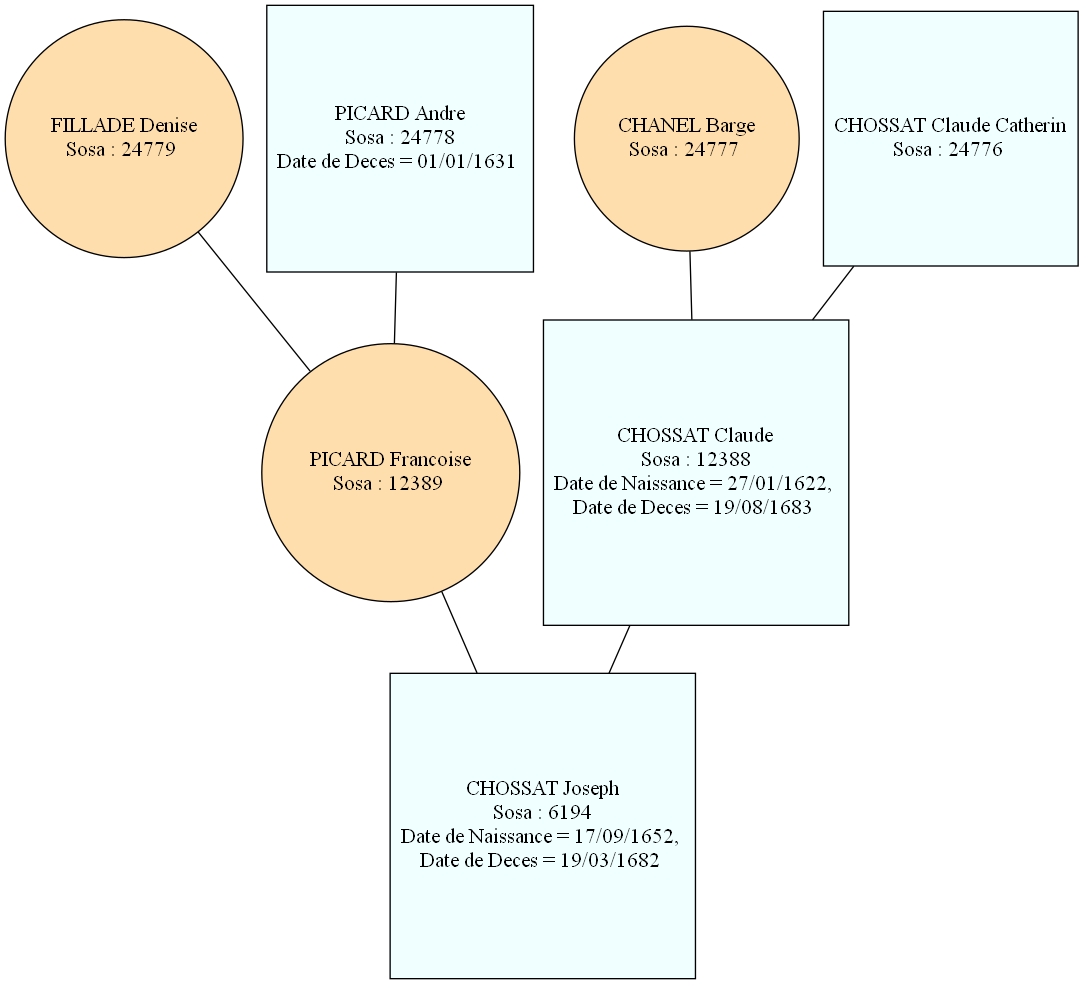 FILLADE Denise
Sosa : 24779
PICARD Andre
Sosa : 24778
Date de Deces = 01/01/1631
CHANEL Barge
Sosa : 24777
CHOSSAT Claude Catherin
Sosa : 24776
PICARD Francoise
Sosa : 12389
CHOSSAT Claude
Sosa : 12388
Date de Naissance = 27/01/1622,
Date de Deces = 19/08/1683
CHOSSAT Joseph
Sosa : 6194
Date de Naissance = 17/09/1652,
Date de Deces = 19/03/1682